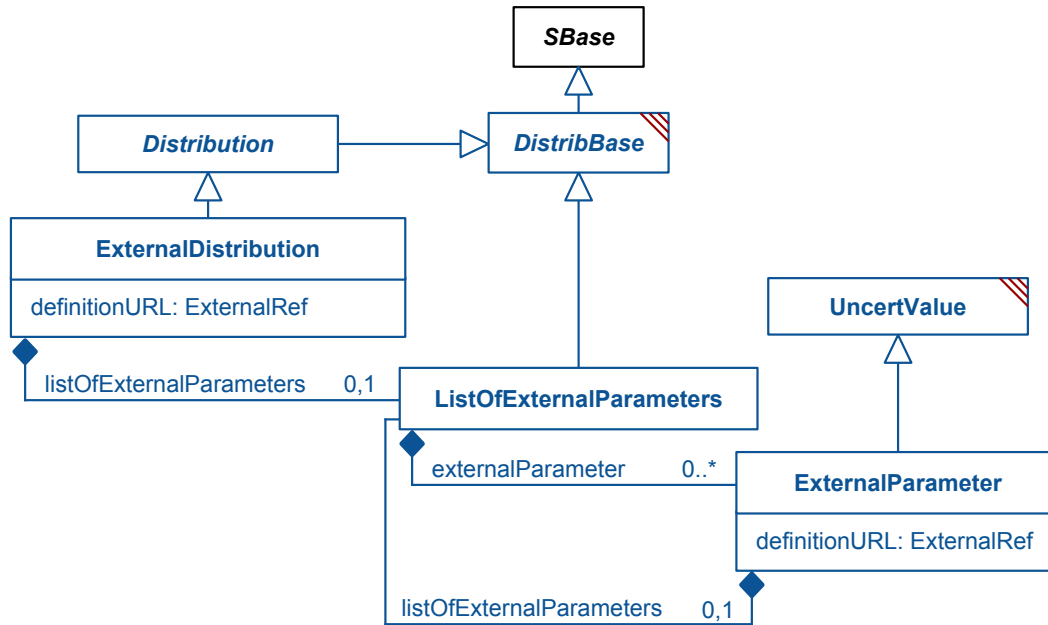 SBase
Distribution
DistribBase
ExternalDistribution
definitionURL: ExternalRef
UncertValue
listOfExternalParameters 0,1
ListOfExternalParameters
externalParameter 0..*
ExternalParameter
definitionURL: ExternalRef
listOfExternalParameters 0,1